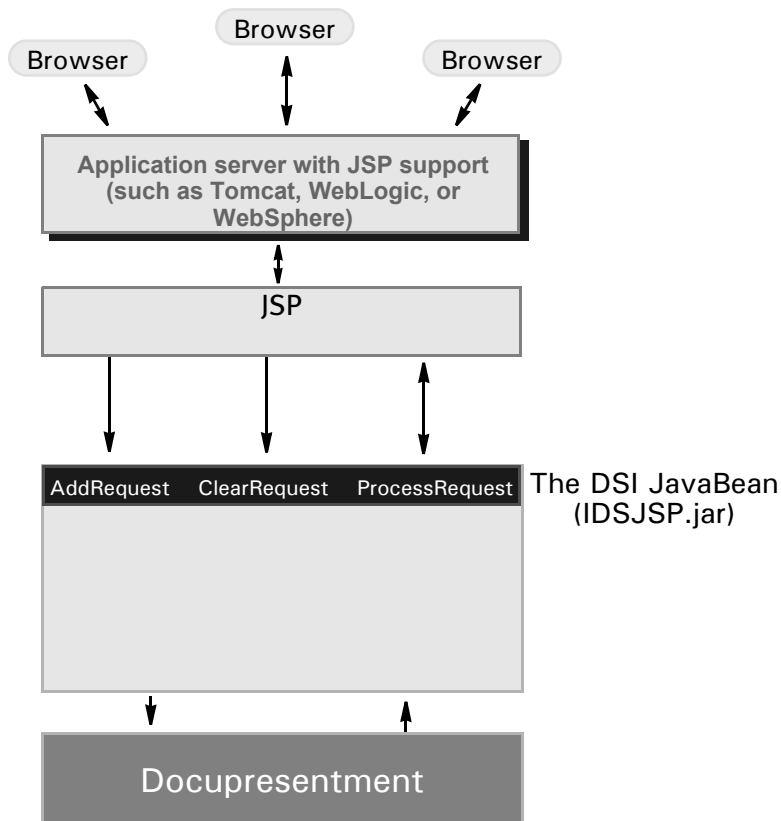 Browser
Browser
Browser
Application server with JSP support
(such as Tomcat, WebLogic, or
WebSphere)
JSP
AddRequest ClearRequest ProcessRequest
The DSI JavaBean
(IDSJSP.jar)
Docupresentment